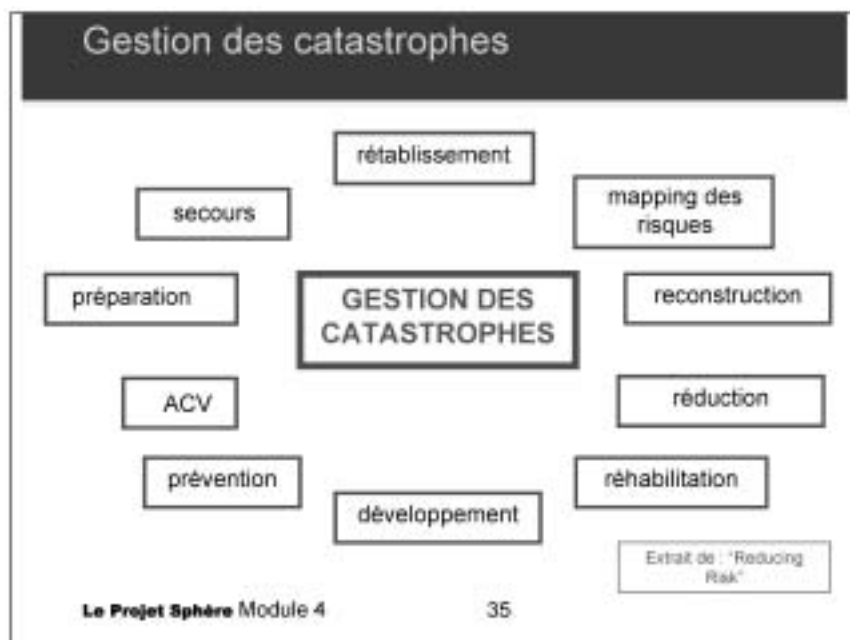 Gestion des catastrophes
rétablissement
secours
mapping des
risques
préparation
GESTION DES
CATASTROPHES
reconstruction
ACV
réduction
prévention
réhabilitation
développement
Extrait de : "Reducing
Risk"
Le Projet Sphère Module 4
35